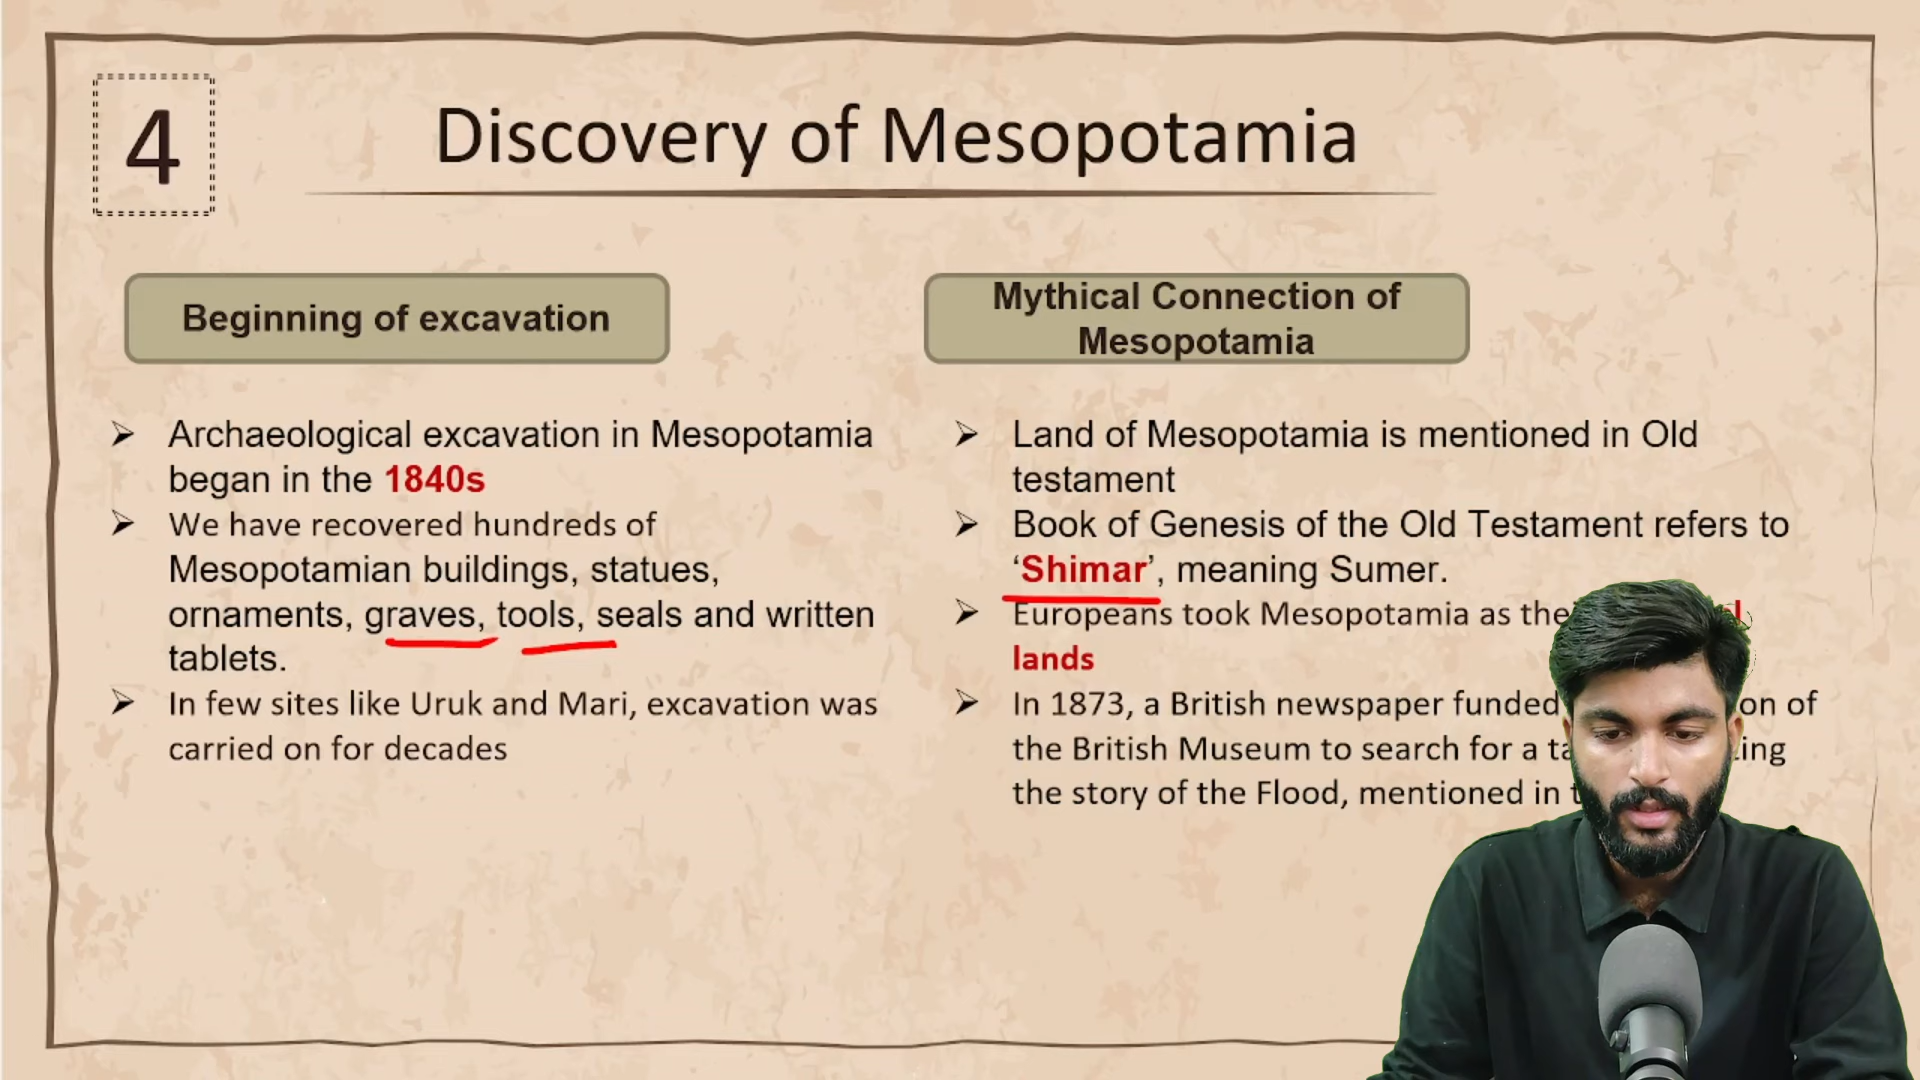 4
Discovery of Mesopotamia
Beginning of excavation
Archaeological excavation in Mesopotamia
began in the 1840s
We have recovered hundreds of
Mesopotamian buildings, statues,
ornaments, graves, tools, seals and written
tablets.
In few sites like Uruk and Mari, excavation was
carried on for decades
Mythical Connection of
Mesopotamia
Land of Mesopotamia is mentioned in Old
testament
Book of Genesis of the Old Testament refers to
‘Shimar’, meaning Sumer.
Europeans took Mesopotamia as
lands
In 1873, a British newspaper funded of
the British Museum to search for a
the story of the Flood, mentioned in